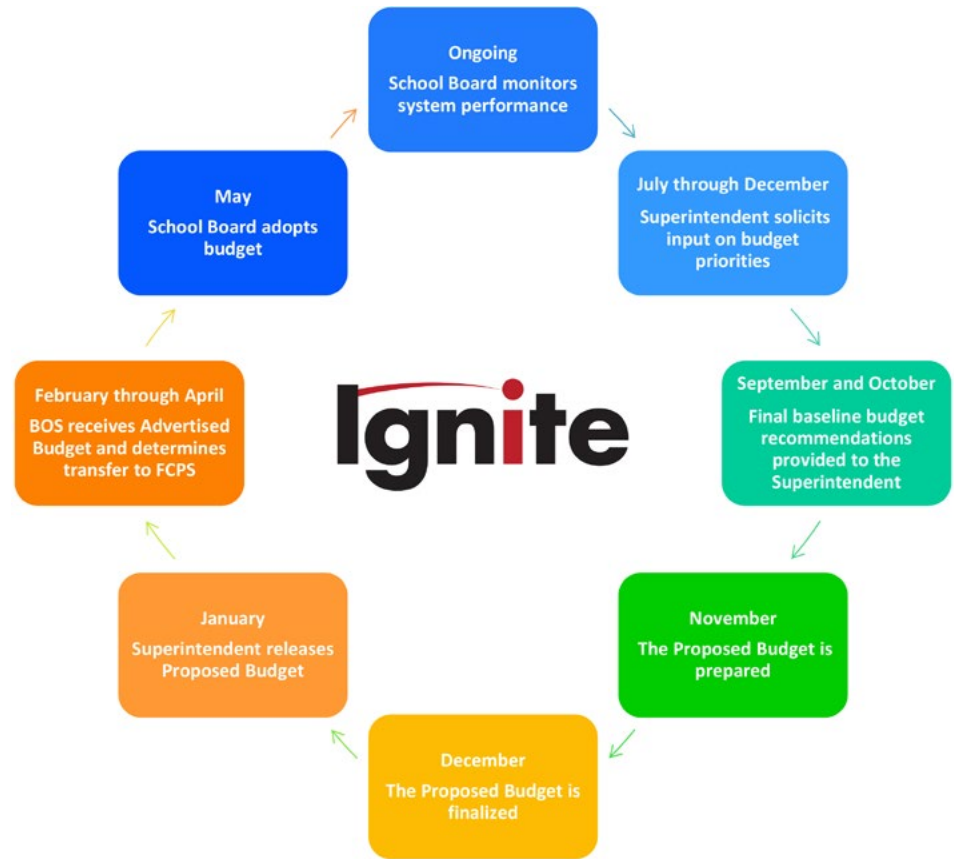 Ongoing
School Board monitors
system performance
July through December
Superintendent solicits
input on budget
priorities
September and October
Final baseline budget
recommendations
provided to the
Superintendent
November
The Proposed Budget is
prepared
December
The Proposed Budget is
finalized
January
Superintendent releases
Proposed Budget
February through April
BOS receives Advertised
Budget and determines
transfer to FCPS
May
School Board adopts
budget
Ignite